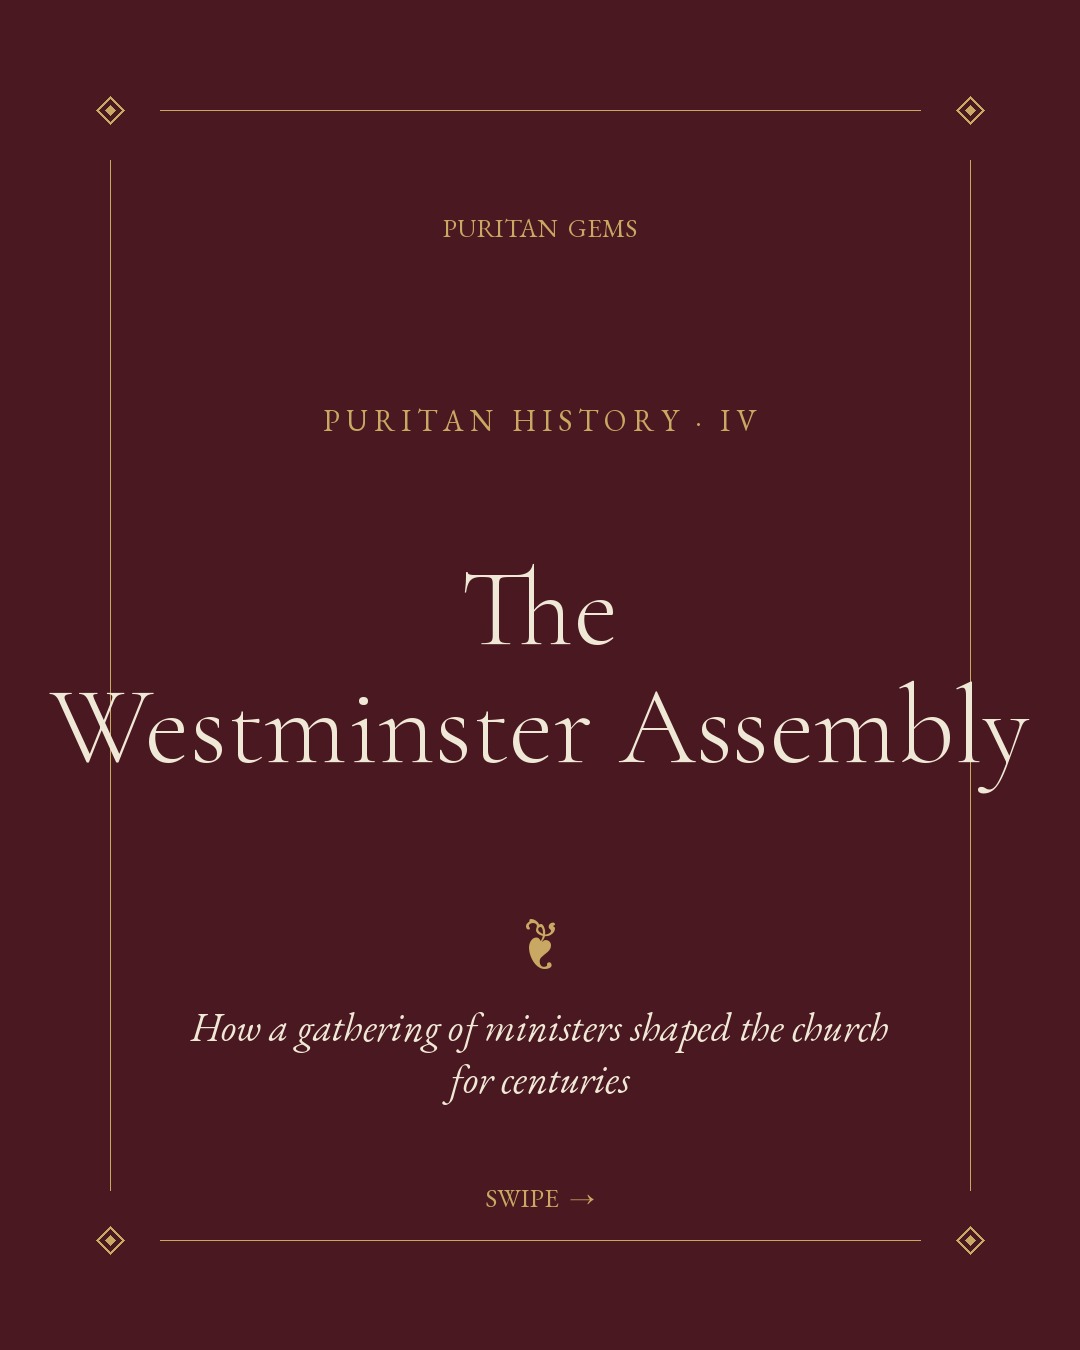 PURITAN GEMS
PURITAN HISTORY · IV
The
Westminster Assembly
How a gathering of ministers shaped the church
for centuries
SWIPE →